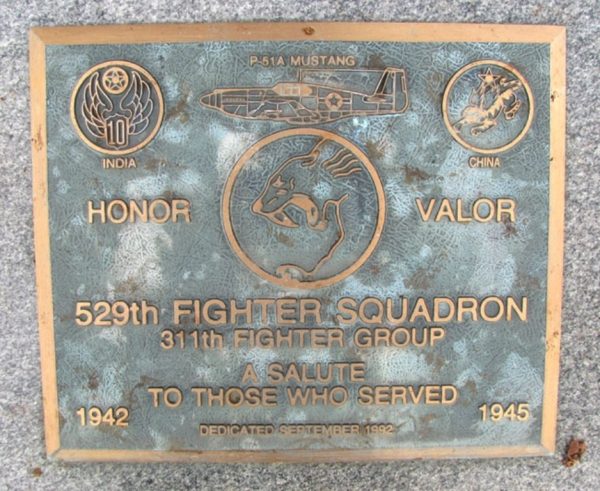 P-51A MUSTANG
10
INDIA
CHINA
HONOR VALOR
529th FIGHTER SQUADRON
311th FIGHTER GROUP
A SALUTE
TO THOSE WHO SERVED
1942 1945
DEDICATED SEPTEMBER 1992